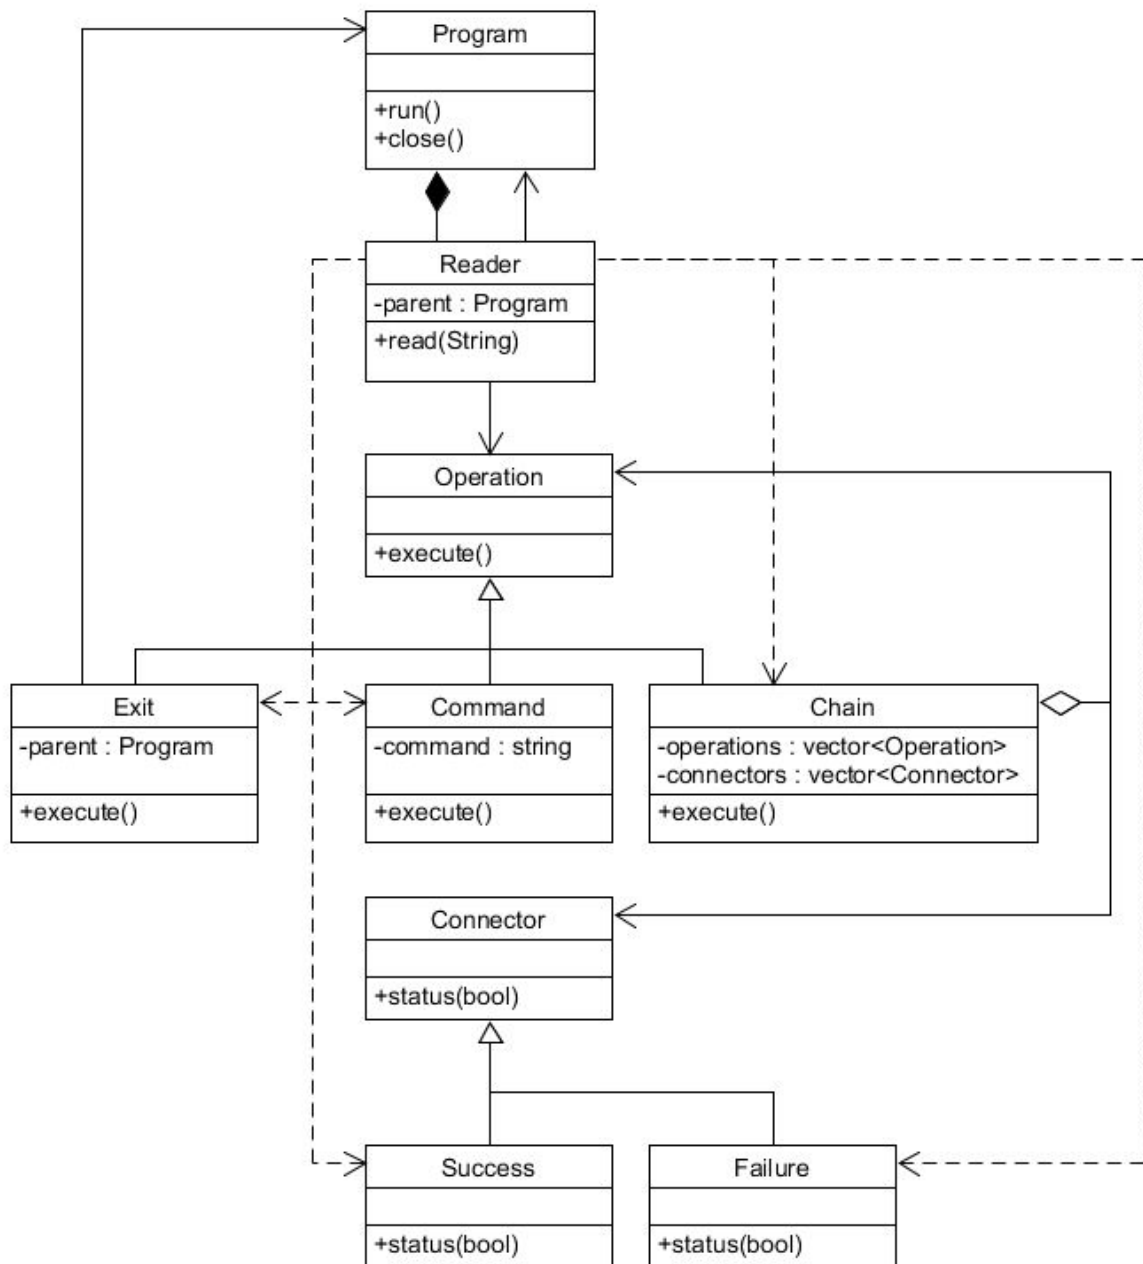 Program
+run()
+close()
Reader
-parent : Program
+read(String)
Operation
+execute()
Exit
-parent : Program
+execute()
Command
-command : string
+execute()
Chain
-operations : vector<Operation>
-connectors : vector<Connector>
+execute()
Connector
+status(bool)
Success
+status(bool)
Failure
+status(bool)